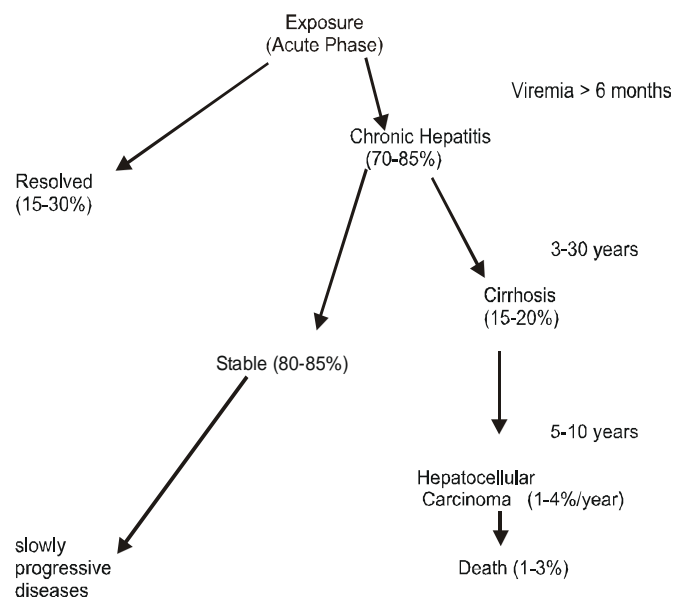 Exposure
(Acute Phase)
Viremia > 6 months
Chronic Hepatitis
(70-85%)
Resolved
(15-30%)
3-30 years
Cirrhosis
(15-20%)
Stable (80-85%)
5-10 years
Hepatocellular
Carcinoma (1-4%/year)
slowly
progressive
diseases
Death (1-3%)